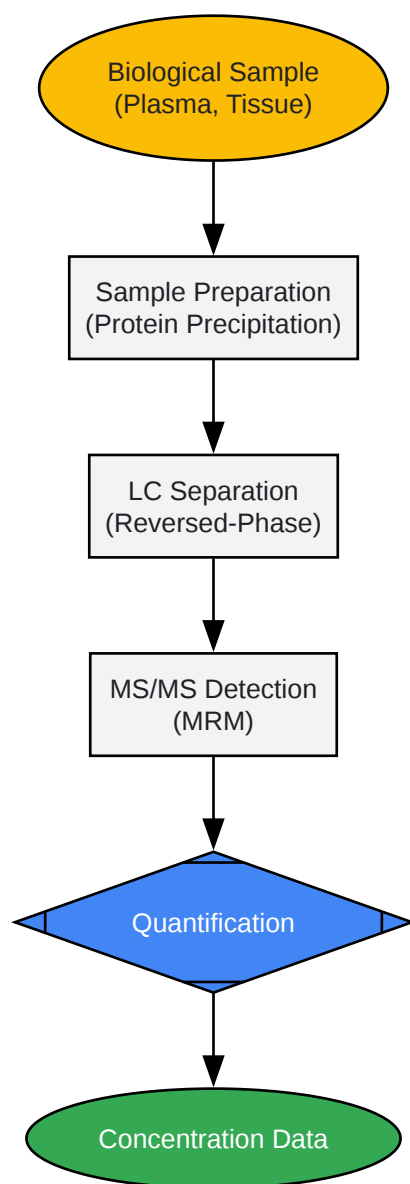 Biological Sample
(Plasma, Tissue)
Sample Preparation
(Protein Precipitation)
LC Separation
(Reversed-Phase)
MS/MS Detection
(MRM)
Quantification
Concentration Data